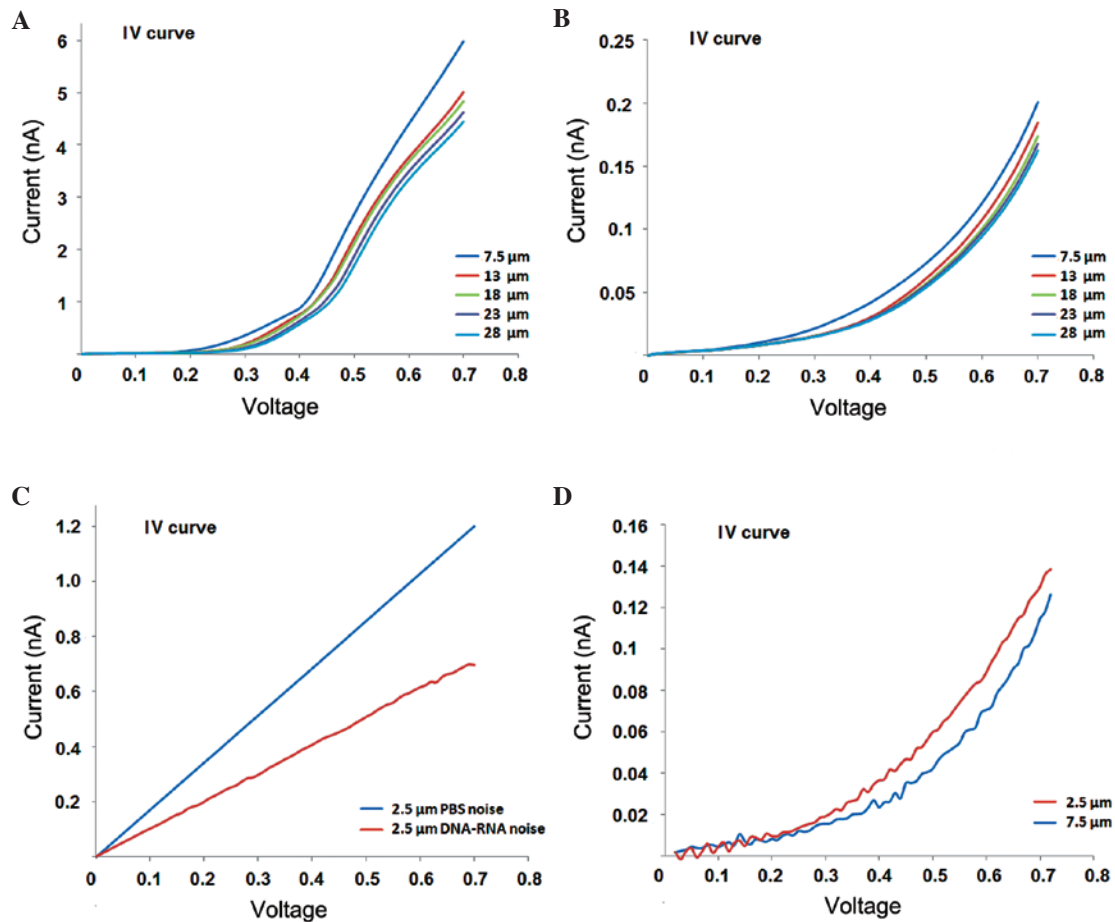 A
IV curve
Current (nA)
6
5
4
3
2
1
0 0.1 0.2 0.3 0.4 0.5 0.6 0.7 0.8
Voltage
7.5 µm
13 µm
18 µm
23 µm
28 µm
B
IV curve
Current (nA)
0.25
0.2
0.15
0.1
0.05
0 0.1 0.2 0.3 0.4 0.5 0.6 0.7 0.8
Voltage
7.5 µm
13 µm
18 µm
23 µm
28 µm
C
IV curve
Current (nA)
1.2
1.0
0.8
0.6
0.4
0.2
0 0.1 0.2 0.3 0.4 0.5 0.6 0.7 0.8
Voltage
2.5 µm PBS noise
2.5 µm DNA-RNA noise
D
IV curve
Current (nA)
0.16
0.14
0.12
0.10
0.08
0.06
0.04
0.02
0 0.1 0.2 0.3 0.4 0.5 0.6 0.7 0.8
Voltage
2.5 µm
7.5 µm